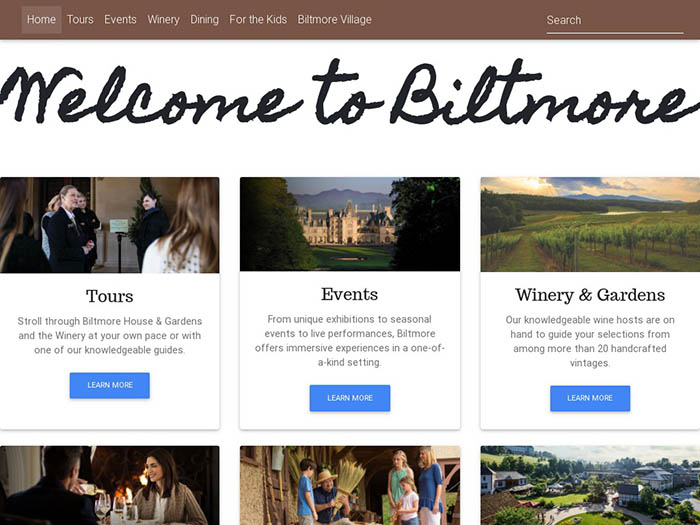 Home Tours Events Winery Dining For the Kids Biltmore Village Search
Welcome to Biltmore
Tours
Stroll through Biltmore House & Gardens
and the Winery at your own pace or with
one of our knowledgeable guides.
LEARN MORE
Events
From unique exhibitions to seasonal
events to live performances, Biltmore
offers immersive experiences in a one-of-
a-kind setting.
LEARN MORE
Winery & Gardens
Our knowledgeable wine hosts are on
hand to guide your selections from
among more than 20 handcrafted
vintages.
LEARN MORE